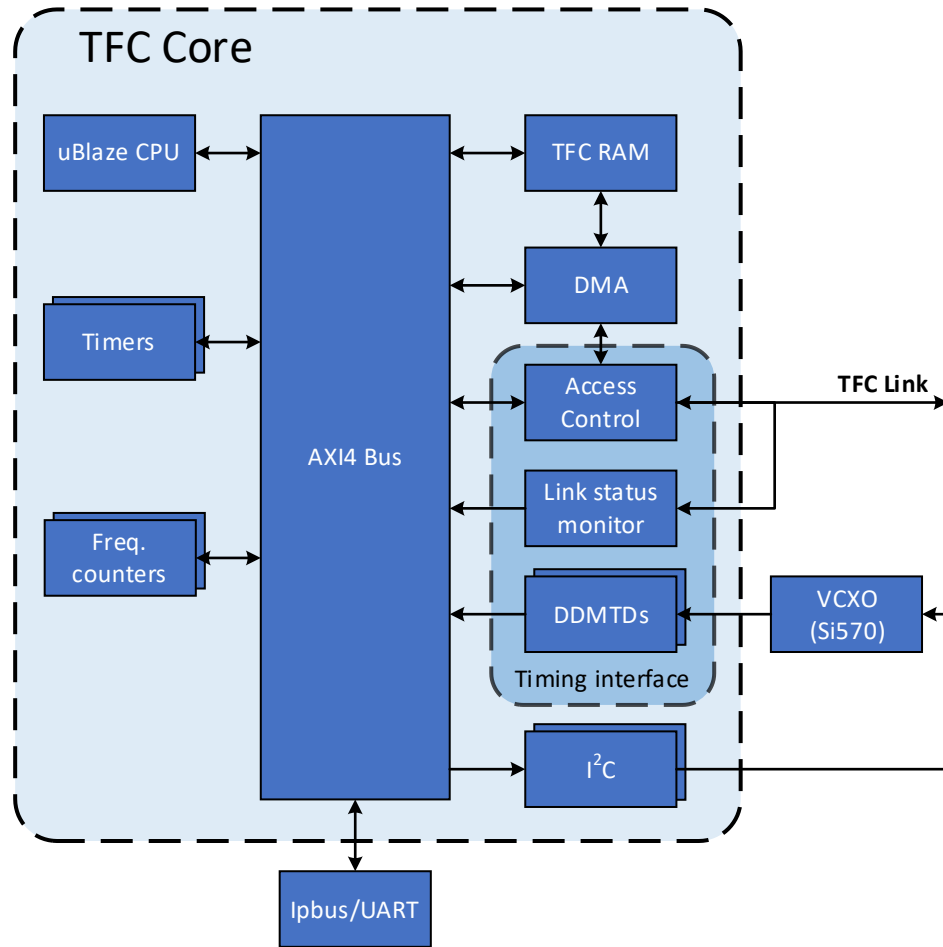 TFC Core
uBlaze CPU
TFC RAM
DMA
Timers
Access
Control
TFC Link
AXI4 Bus
Link status
monitor
Freq.
counters
DDMTDs
VCXO
(Si570)
Timing interface
I²C
Ipbus/UART